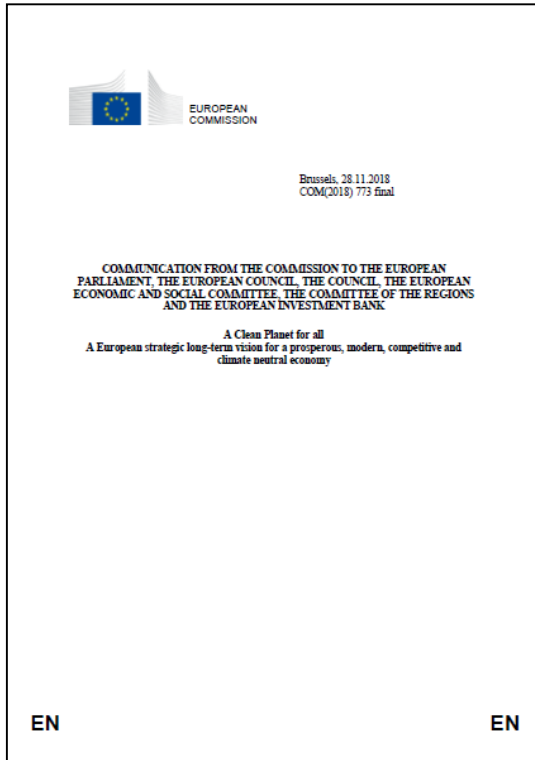 EUROPEAN
COMMISSION
Brussels, 28.11.2018
COM(2018) 773 final
COMMUNICATION FROM THE COMMISSION TO THE EUROPEAN
PARLIAMENT, THE EUROPEAN COUNCIL, THE COUNCIL, THE EUROPEAN
ECONOMIC AND SOCIAL COMMITTEE, THE COMMITTEE OF THE REGIONS
AND THE EUROPEAN INVESTMENT BANK
A Clean Planet for all
A European strategic long-term vision for a prosperous, modern, competitive and
climate neutral economy
EN
EN